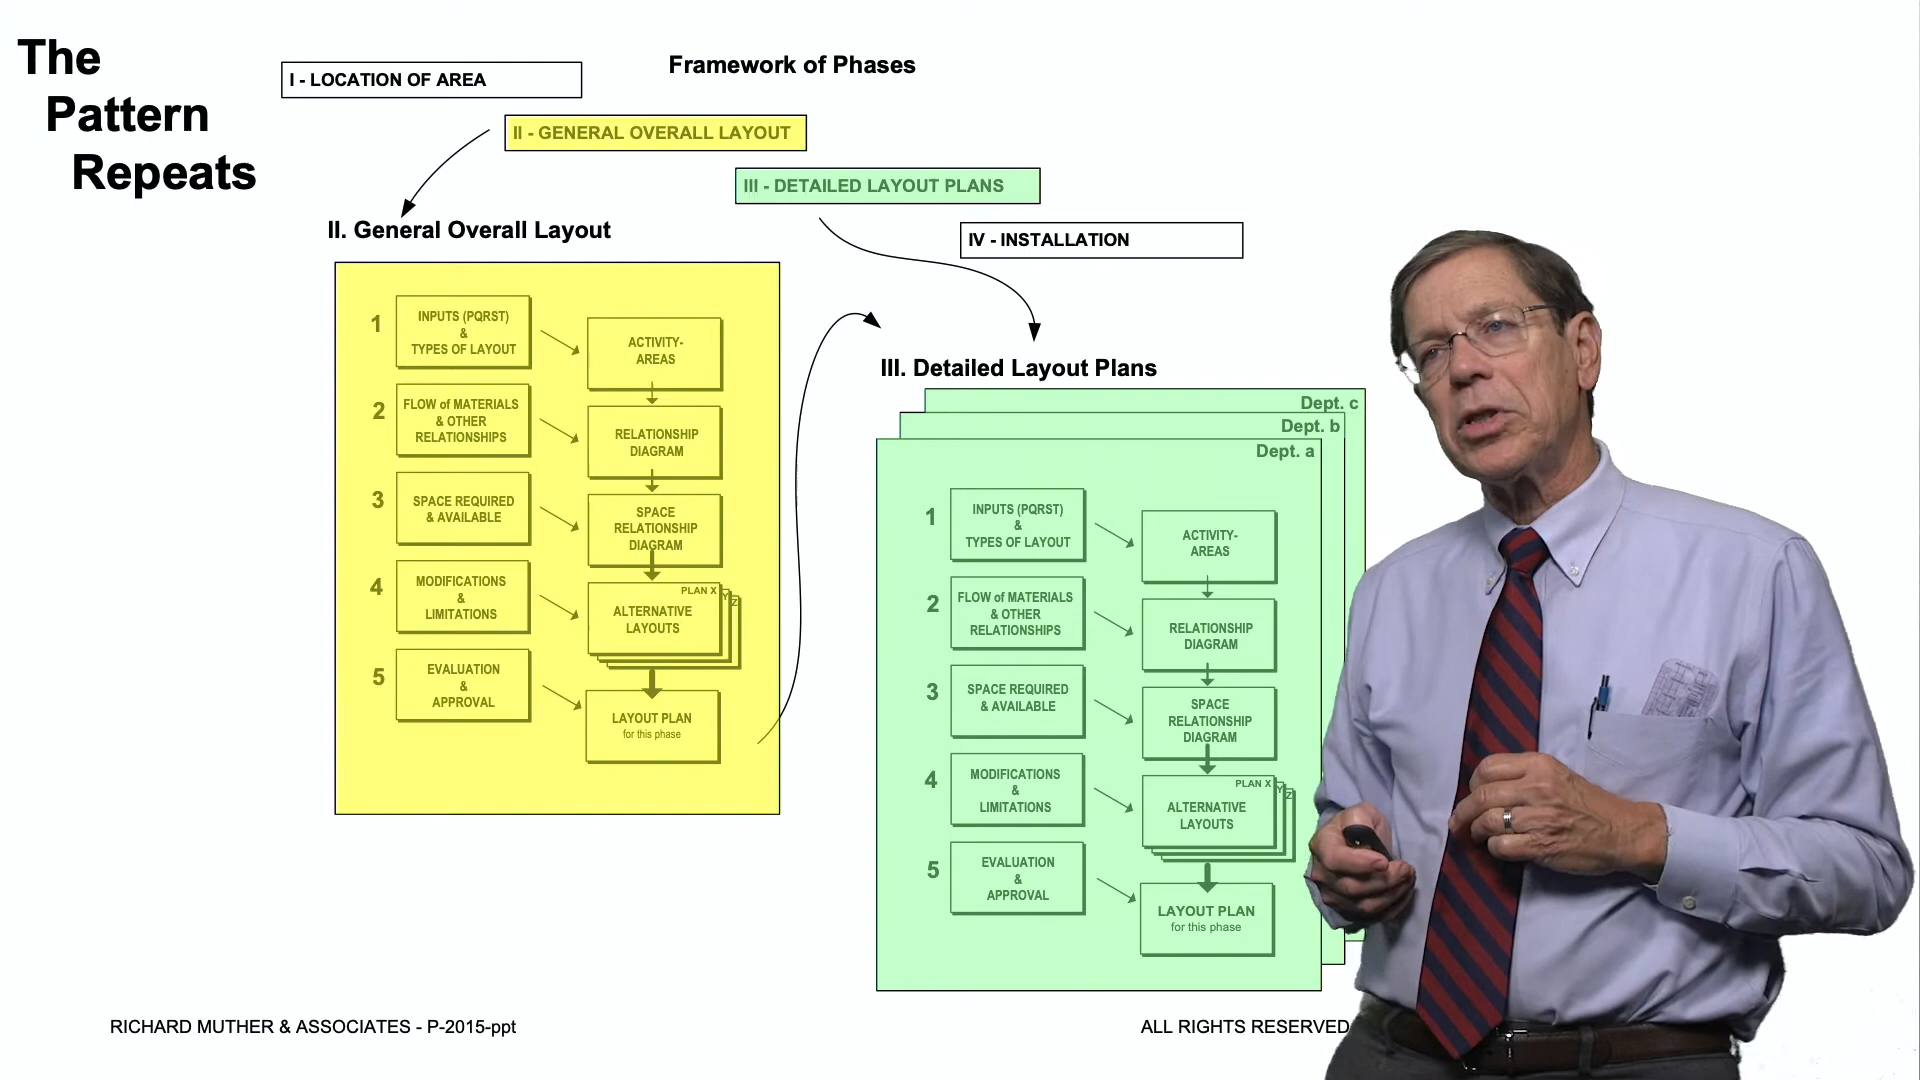 The
Pattern
Repeats
Framework of Phases
I - LOCATION OF AREA
II - GENERAL OVERALL LAYOUT
III - DETAILED LAYOUT PLANS
IV - INSTALLATION
II. General Overall Layout
1
INPUTS (PQRST)
&
TYPES OF LAYOUT
ACTIVITY-
AREAS
2
FLOW of MATERIALS
& OTHER
RELATIONSHIPS
RELATIONSHIP
DIAGRAM
3
SPACE REQUIRED
& AVAILABLE
SPACE
RELATIONSHIP
DIAGRAM
4
MODIFICATIONS
&
LIMITATIONS
PLAN X
Y
Z
ALTERNATIVE
LAYOUTS
5
EVALUATION
&
APPROVAL
LAYOUT PLAN
for this phase
III. Detailed Layout Plans
Dept. c
Dept. b
Dept. a
1
INPUTS (PQRST)
&
TYPES OF LAYOUT
ACTIVITY-
AREAS
2
FLOW of MATERIALS
& OTHER
RELATIONSHIPS
RELATIONSHIP
DIAGRAM
3
SPACE REQUIRED
& AVAILABLE
SPACE
RELATIONSHIP
DIAGRAM
4
MODIFICATIONS
&
LIMITATIONS
PLAN X
Y
Z
ALTERNATIVE
LAYOUTS
5
EVALUATION
&
APPROVAL
LAYOUT PLAN
for this phase
RICHARD MUTHER & ASSOCIATES - P-2015-ppt
ALL RIGHTS RESERVED